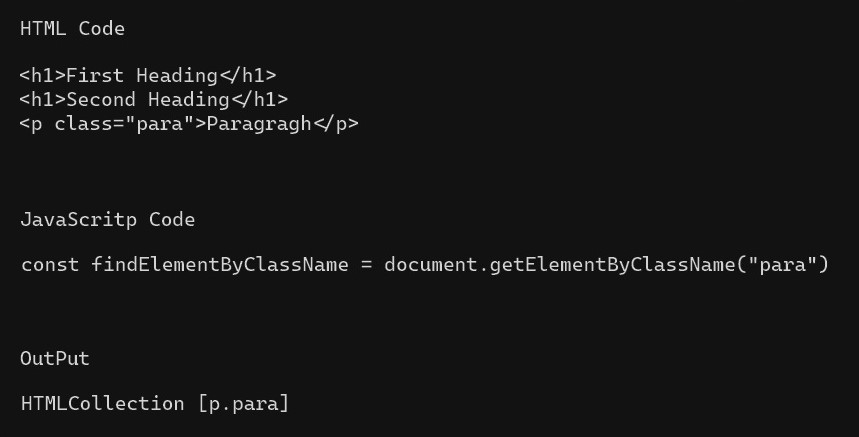 HTML Code
<h1>First Heading</h1>
<h1>Second Heading</h1>
<p class="para">Paragragh</p>
JavaScritp Code
const findElementByClassName = document.getElementByClassName("para")
OutPut
HTMLCollection [p.para]